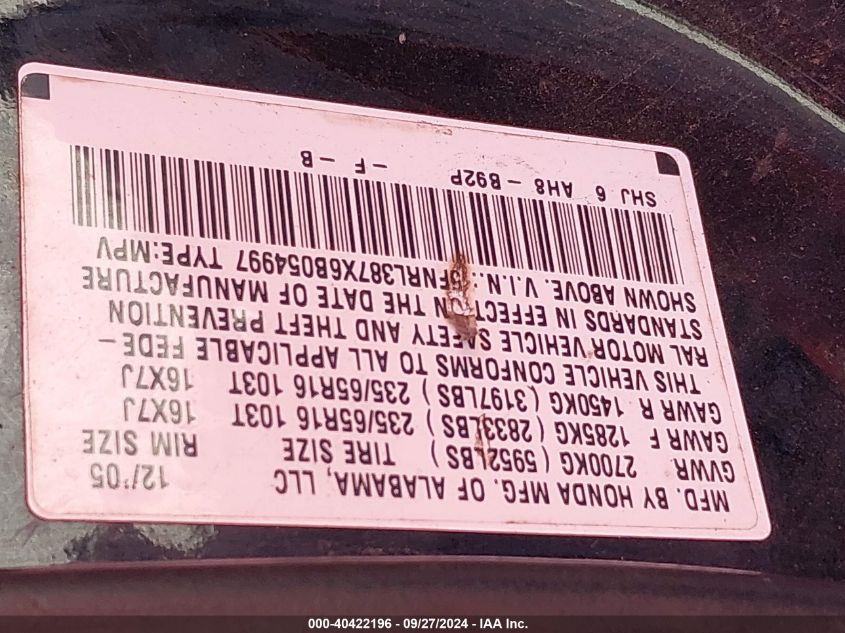 MFD. BY HONDA MFG. OF ALABAMA, LLC 12/'05
GVWR 2700KG ( 5952LBS ) TIRE SIZE RIM SIZE
GAWR F 1285KG ( 2833LBS ) 235/65R16 103T 16X7J
GAWR R 1450KG ( 3197LBS ) 235/65R16 103T 16X7J
THIS VEHICLE CONFORMS TO ALL APPLICABLE FEDE–
RAL MOTOR VEHICLE SAFETY AND THEFT PREVENTION
STANDARDS IN EFFECT ON THE DATE OF MANUFACTURE
SHOWN ABOVE. V.I.N.: 5FNRL387X6B054997 TYPE:MPV
SHJ 6 AH8 – B92P – F – B
000-40422196 - 09/27/2024 - IAA Inc.